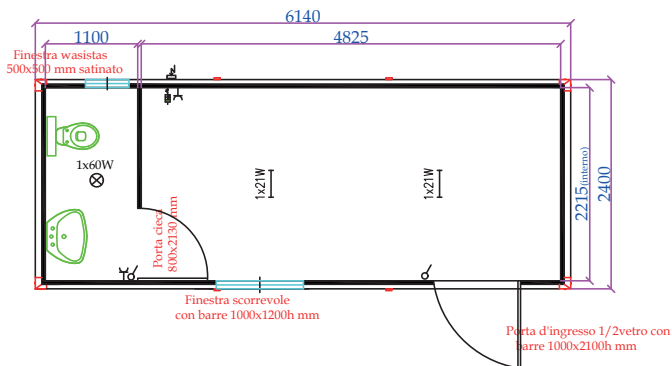 6140
1100
4825
Finestra wasistas
500x500 mm satinato
1x60W
1x21W
1x21W
2215(interno)
2400
Porta cieca
800x2130 mm
Finestra scorrevole
con barre 1000x1200h mm
Porta d'ingresso 1/2vetro con
barre 1000x2100h mm